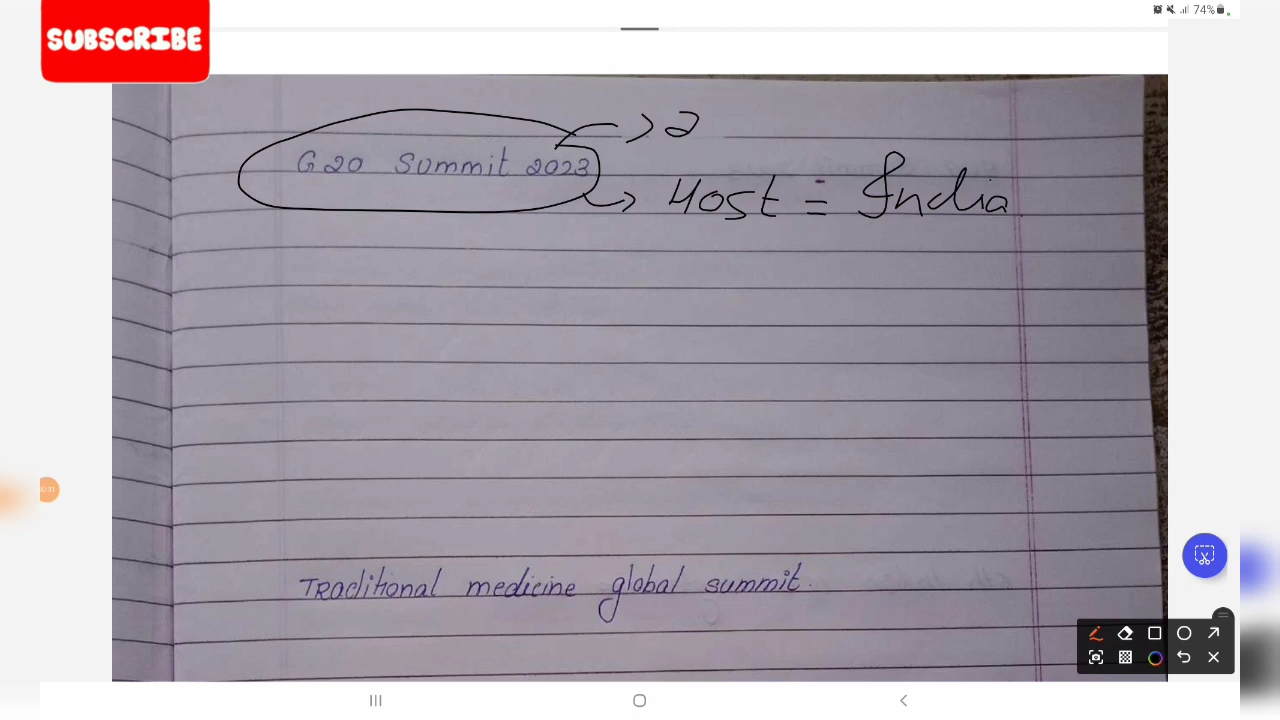 74%
SUBSCRIBE
→ 2
G20 Summit 2023
→ Host = India
Traditional medicine global summit.